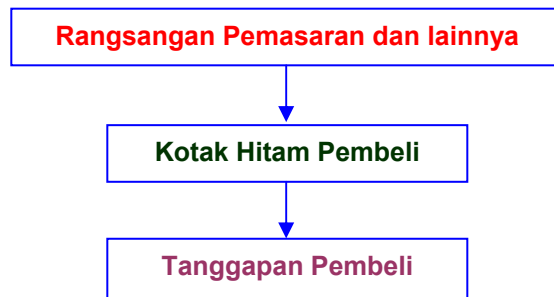 Rangsangan Pemasaran dan lainnya
Kotak Hitam Pembeli
Tanggapan Pembeli